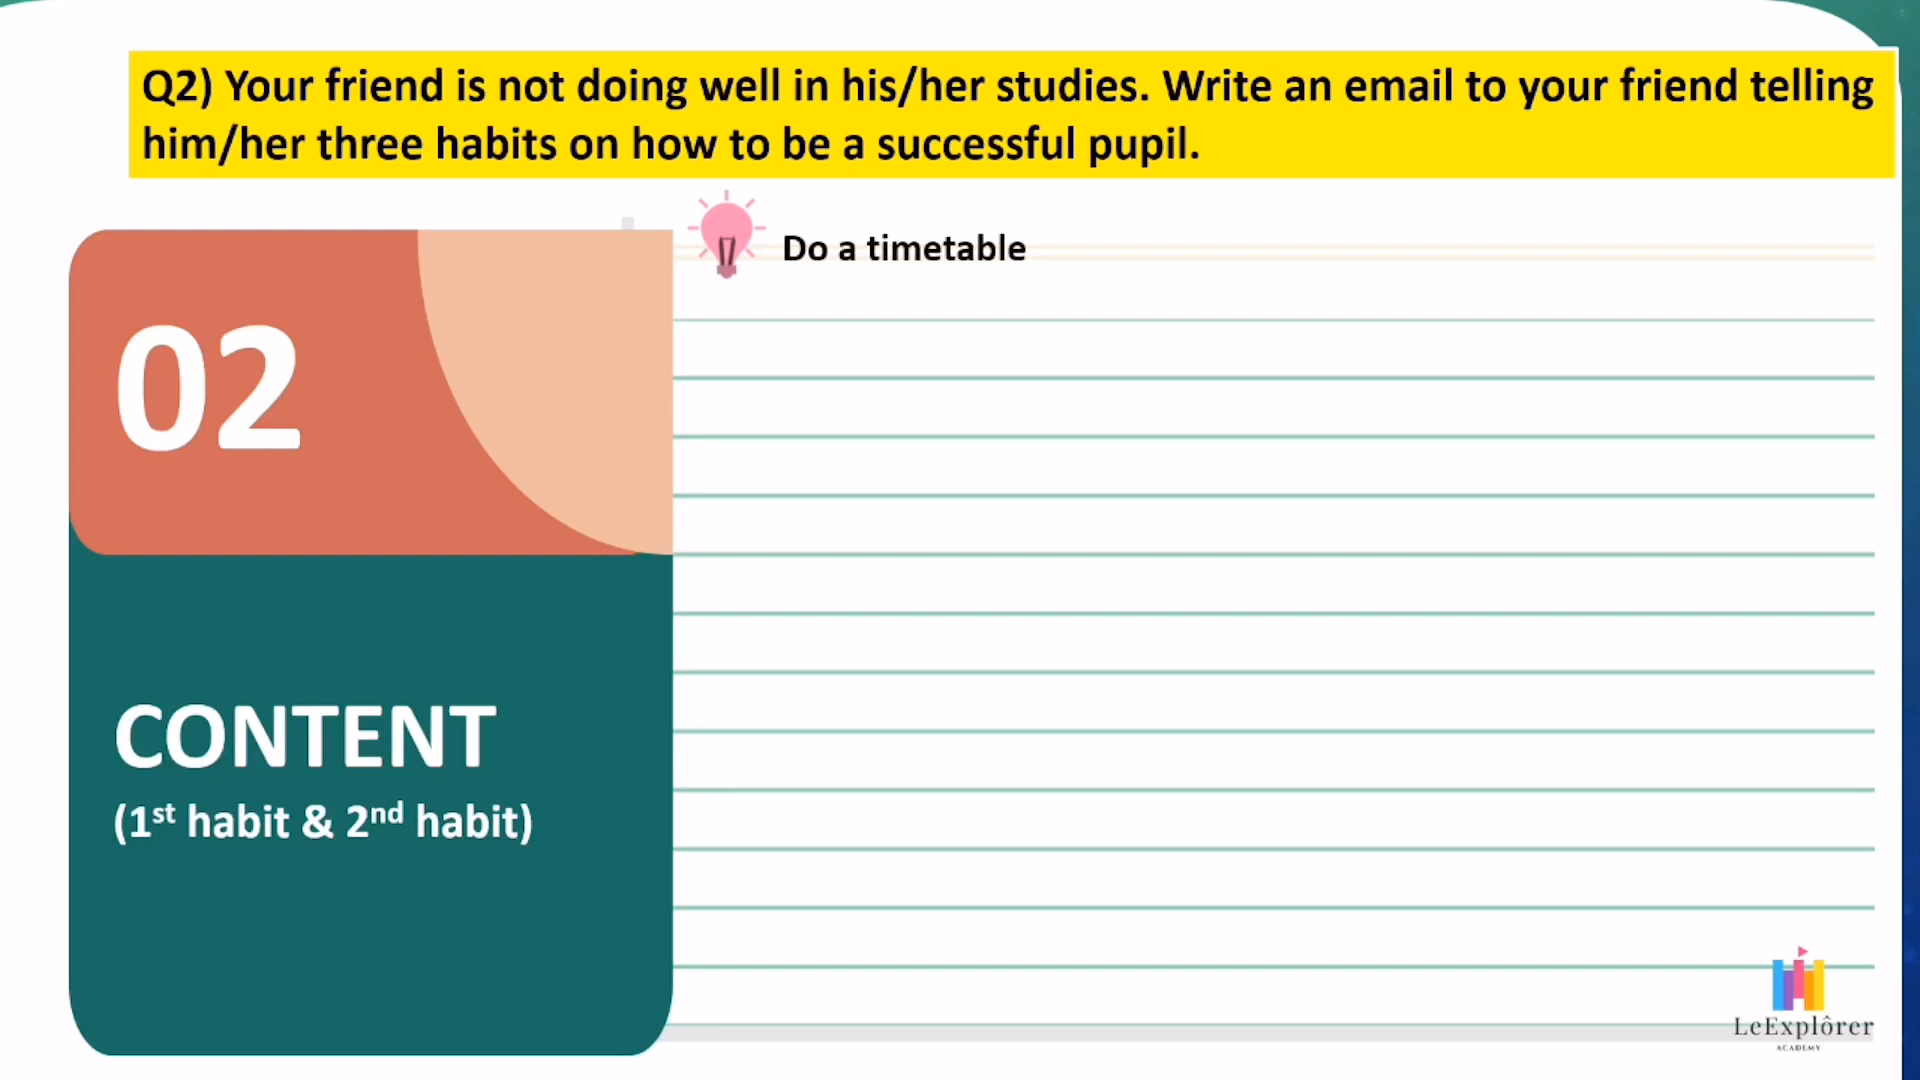 Q2) Your friend is not doing well in his/her studies. Write an email to your friend telling
him/her three habits on how to be a successful pupil.
Do a timetable
02
CONTENT
(1st habit & 2nd habit)
LeExplôrer
ACADEMY